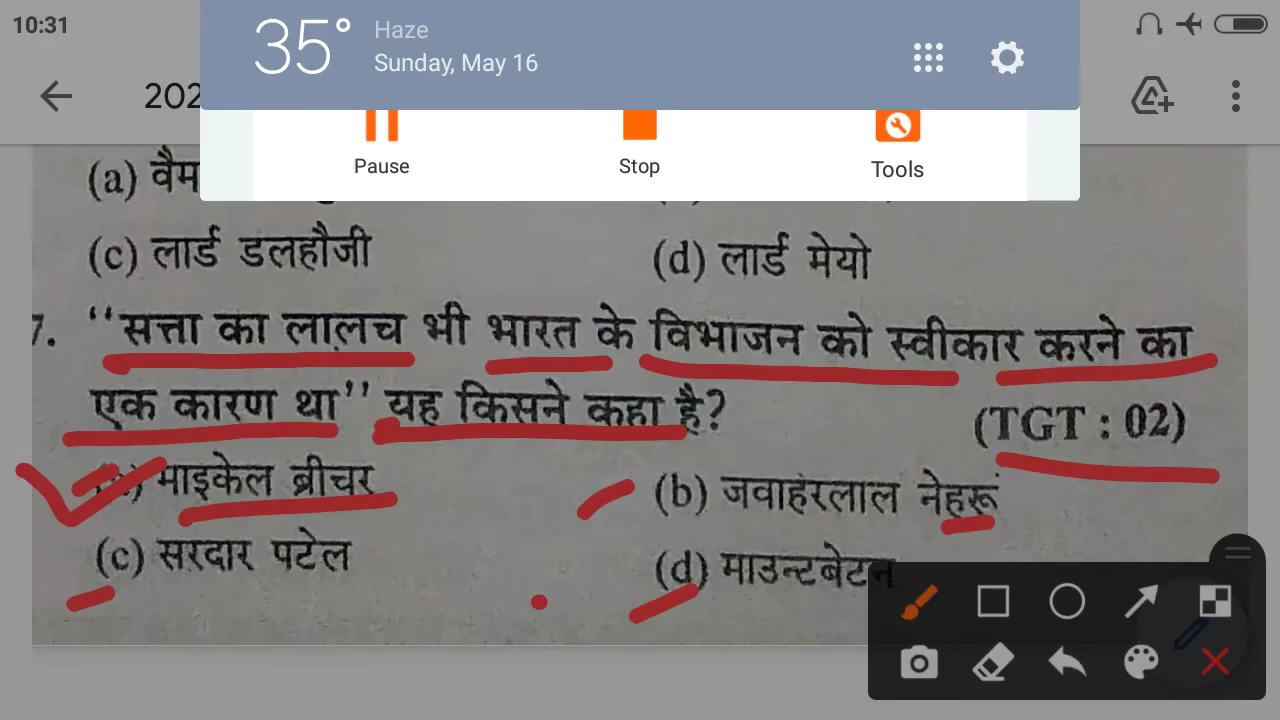 10:31
35°
Haze
Sunday, May 16
202
Pause
Stop
Tools
(a)
(c) लार्ड डलहौजी
(d) लार्ड मेयो
7. ‘‘सत्ता का लालच भी भारत के विभाजन को स्वीकार करने का
एक कारण था’’ यह किसने कहा है?
(TGT : 02)
माइकेल ब्रीचर
(b) जवाहरलाल नेहरू
(c) सरदार पटेल
(d) माउन्टबेटन